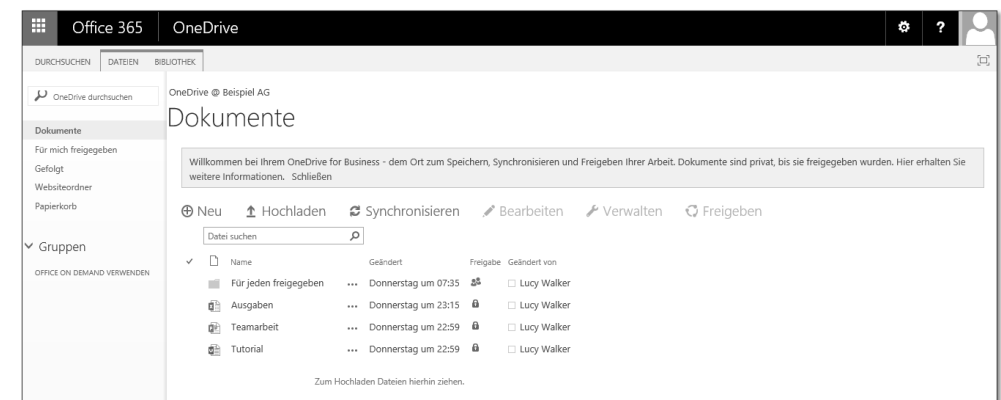 Office 365 OneDrive ?
DURCHSUCHEN DATEIEN BIBLIOTHEK
OneDrive durchsuchen
Dokumente
Für mich freigegeben
Gefolgt
Websiteordner
Papierkorb
Gruppen
OFFICE ON DEMAND VERWENDEN
OneDrive @ Beispiel AG
Dokumente
Willkommen bei Ihrem OneDrive for Business - dem Ort zum Speichern, Synchronisieren und Freigeben Ihrer Arbeit. Dokumente sind privat, bis sie freigegeben wurden. Hier erhalten Sie
weitere Informationen. Schließen
Neu Hochladen Synchronisieren Bearbeiten Verwalten Freigeben
Datei suchen
Name Geändert Freigabe Geändert von
Für jeden freigegeben ... Donnerstag um 07:35 Lucy Walker
Ausgaben ... Donnerstag um 23:15 Lucy Walker
Teamarbeit ... Donnerstag um 22:59 Lucy Walker
Tutorial ... Donnerstag um 22:59 Lucy Walker
Zum Hochladen Dateien hierhin ziehen.